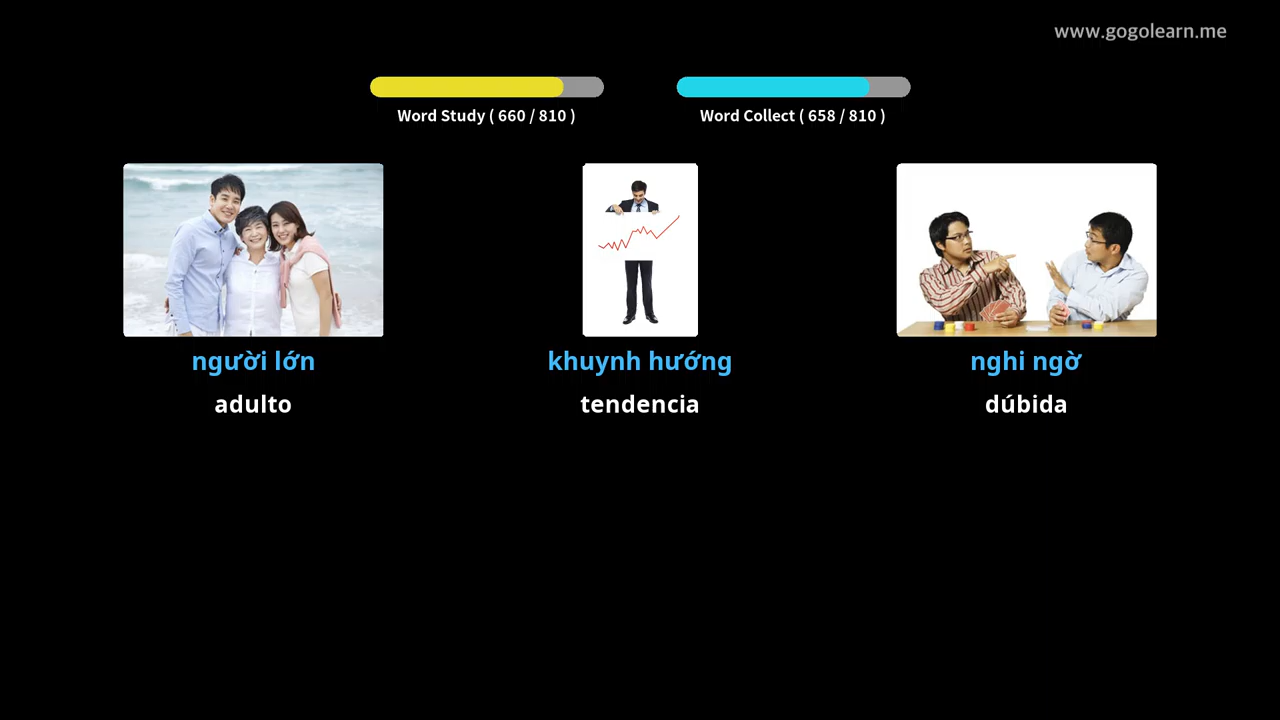 www.gogolearn.me
Word Study ( 660 / 810 )
Word Collect ( 658 / 810 )
người lớn
khuynh hướng
nghi ngờ
adulto
tendencia
dúbida